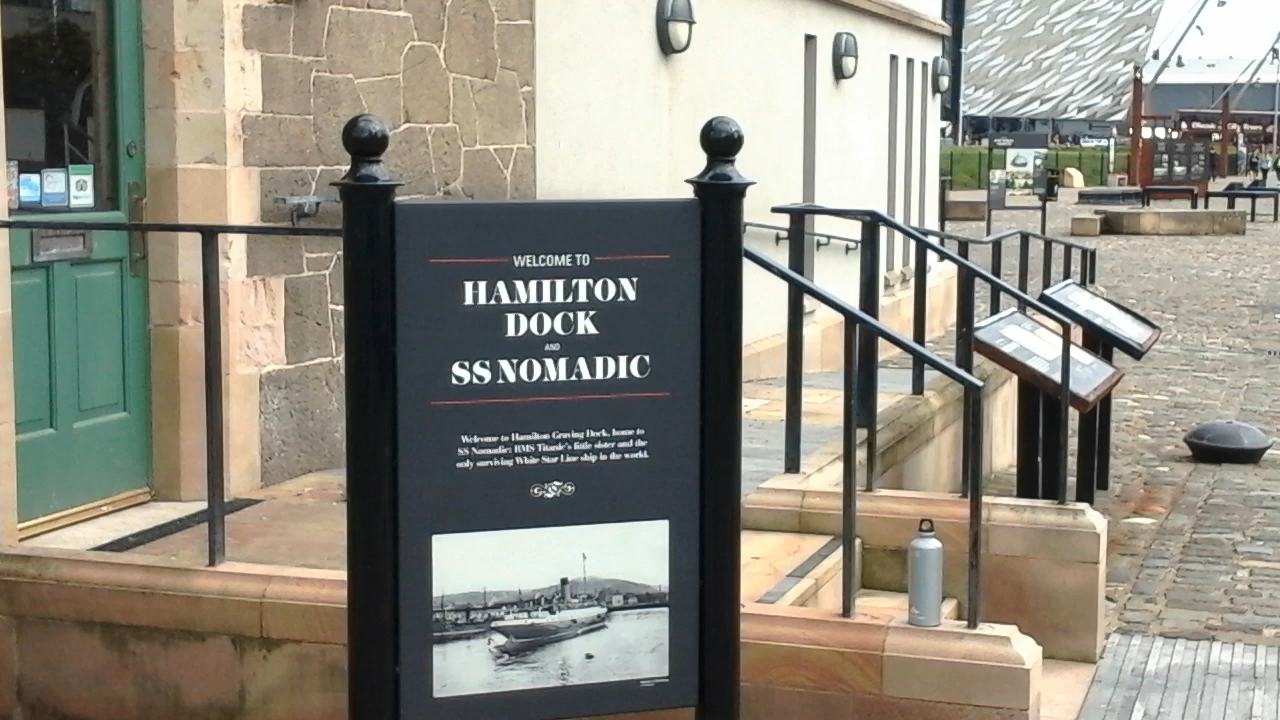 WELCOME TO
HAMILTON
DOCK
AND
SS NOMADIC
Welcome to Hamilton Graving Dock, home to
SS Nomadic: RMS Titanic's little sister and the
only surviving White Star Line ship in the world.